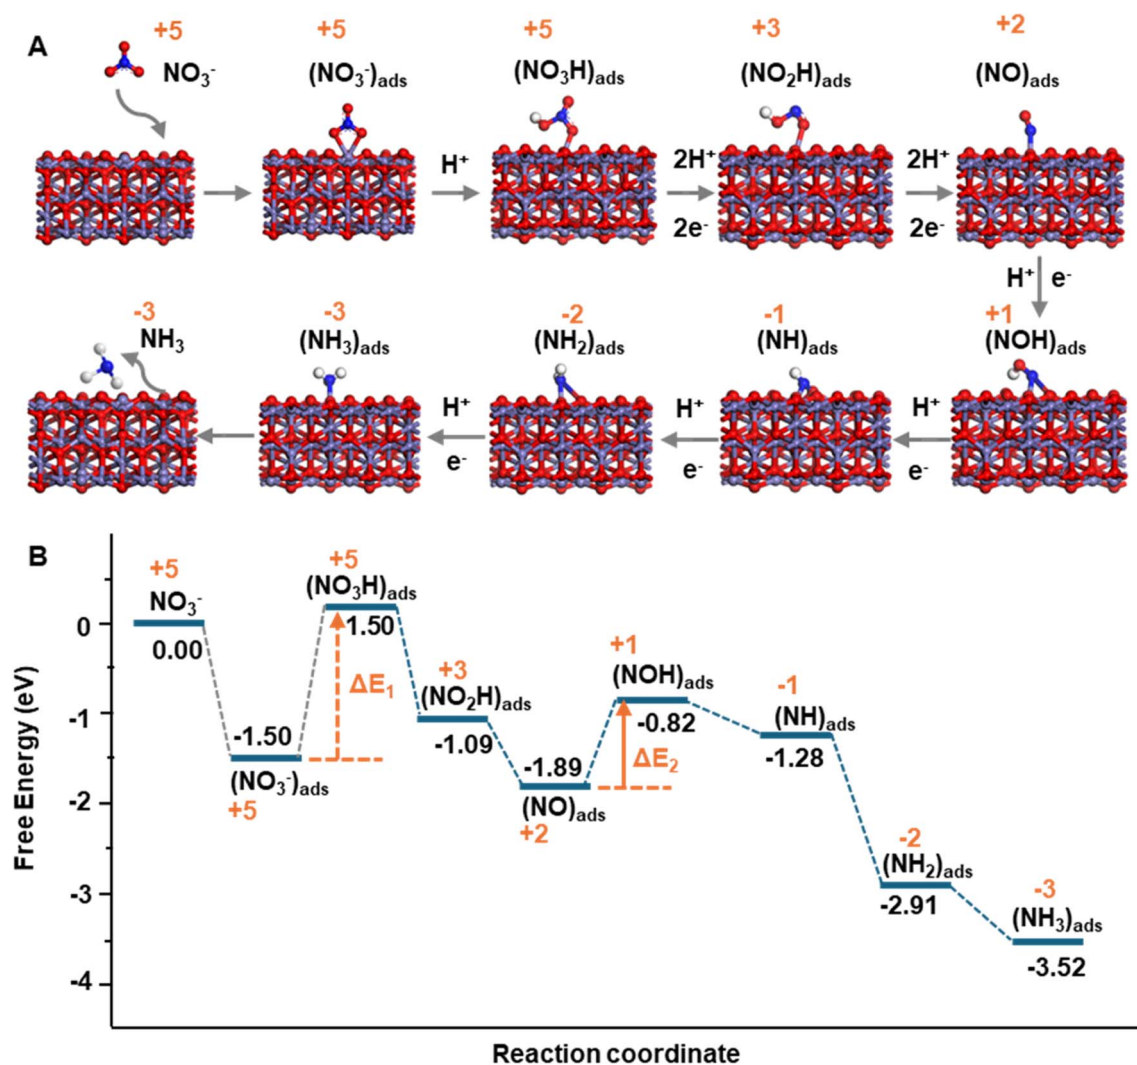 A
+5 +5 +5 +3 +2
NO₃⁻ (NO₃⁻)ads (NO₃H)ads (NO₂H)ads (NO)ads
H⁺ 2H⁺ 2H⁺
2e⁻ 2e⁻
H⁺ e⁻
-3 -3 -2 -1 +1
NH₃ (NH₃)ads (NH₂)ads (NH)ads (NOH)ads
H⁺ H⁺ H⁺
e⁻ e⁻ e⁻
B
+5
NO₃⁻
0.00
-1.50
(NO₃⁻)ads
+5
+5
(NO₃H)ads
1.50
ΔE₁
+3
(NO₂H)ads
-1.09
-1.89
(NO)ads
+2
+1
(NOH)ads
-0.82
ΔE₂
-1
(NH)ads
-1.28
-2
(NH₂)ads
-2.91
-3
(NH₃)ads
-3.52
0
-1
-2
-3
-4
Free Energy (eV)
Reaction coordinate